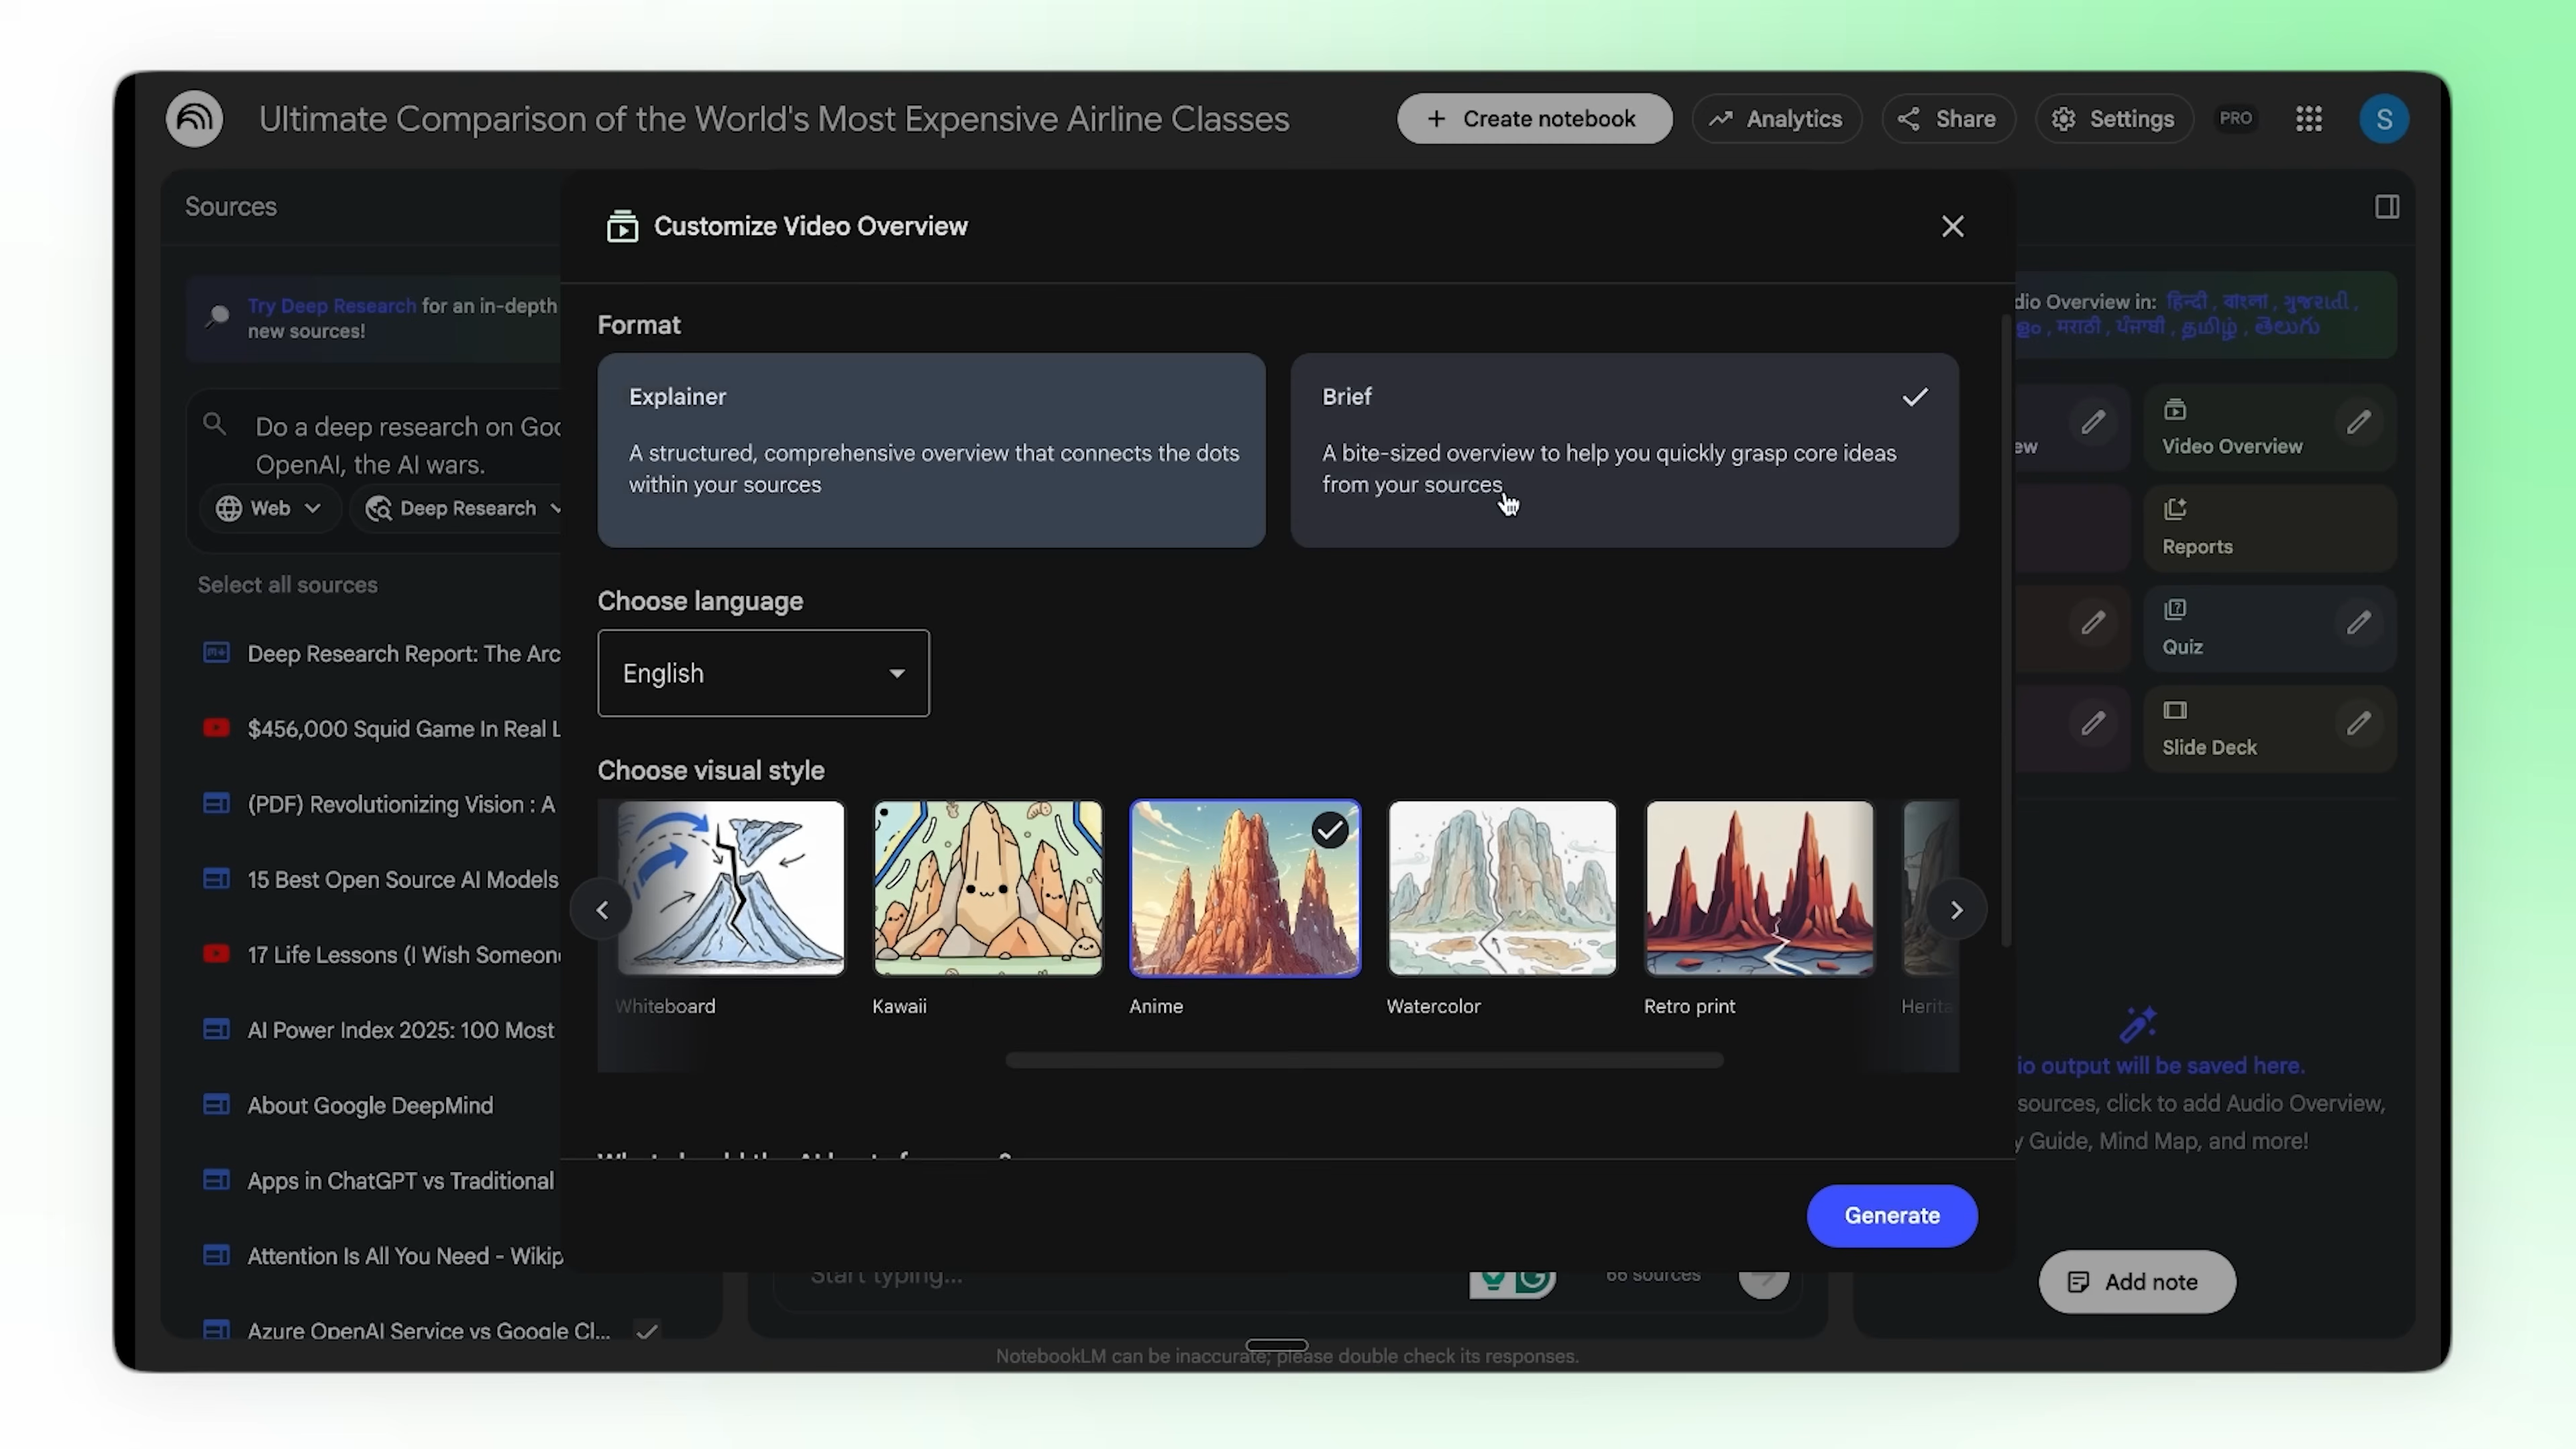 Ultimate Comparison of the World's Most Expensive Airline Classes
Create notebook
Analytics
Share
Settings
PRO
S
Sources
Try Deep Research for an in-depth
new sources!
Do a deep research on Goo
OpenAI, the AI wars.
Web
Deep Research
Select all sources
Deep Research Report: The Arc
$456,000 Squid Game In Real L
(PDF) Revolutionizing Vision : A
15 Best Open Source AI Models
17 Life Lessons (I Wish Someon
AI Power Index 2025: 100 Most
About Google DeepMind
Apps in ChatGPT vs Traditional
Attention Is All You Need - Wikip
Azure OpenAI Service vs Google Cl...
Customize Video Overview
Format
Explainer
A structured, comprehensive overview that connects the dots
within your sources
Brief
A bite-sized overview to help you quickly grasp core ideas
from your sources
Choose language
English
Choose visual style
Whiteboard
Kawaii
Anime
Watercolor
Retro print
Herita
Generate
Start typing...
66 sources
dio Overview in: हिन्दी, বাংলা, ગુજરાતી,
മരാഠി, मराठी, ਪੰਜਾਬੀ, தமிழ், తెలుగు
ew
Video Overview
Reports
Quiz
Slide Deck
io output will be saved here.
sources, click to add Audio Overview,
y Guide, Mind Map, and more!
Add note
NotebookLM can be inaccurate; please double check its responses.